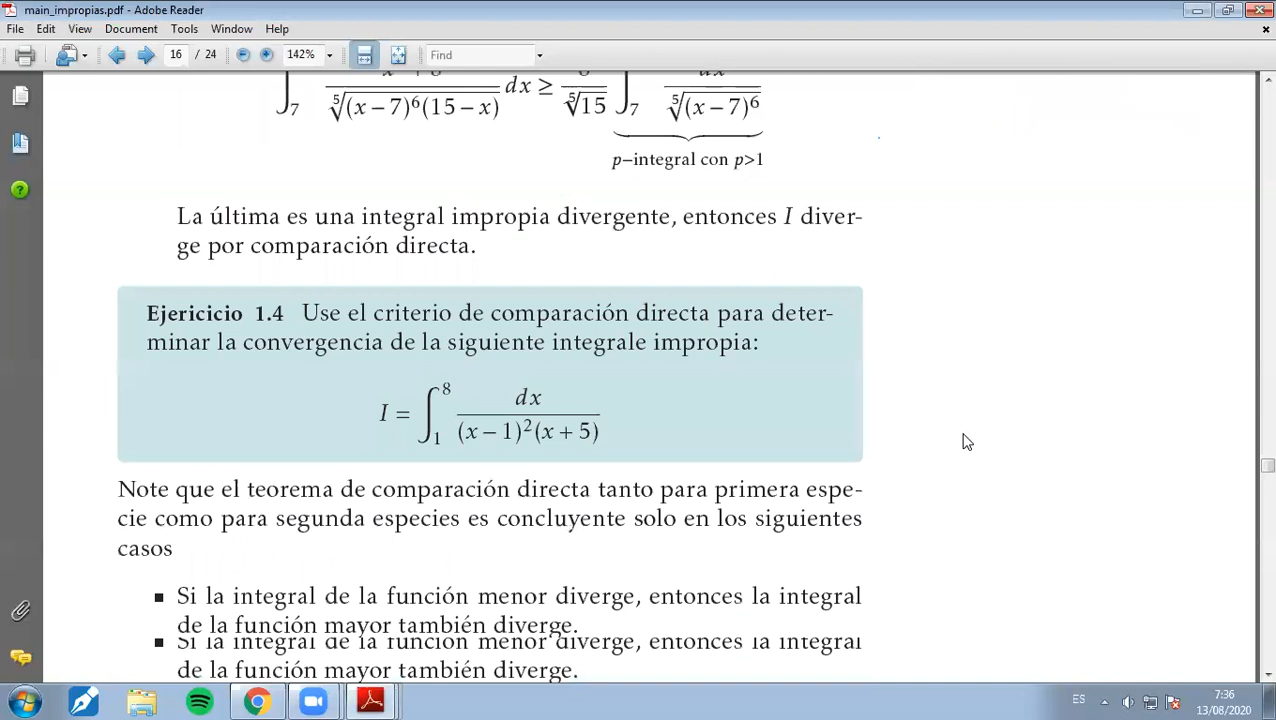 main_impropias.pdf - Adobe Reader
File Edit View Document Tools Window Help
16 / 24 142% Find
∫7 ⁵√(x − 7)⁶(15 − x) dx ≥ ⁵√15 ∫7 ⁵√(x − 7)⁶
p−integral con p>1
La última es una integral impropia divergente, entonces I diver-
ge por comparación directa.
Ejericicio 1.4 Use el criterio de comparación directa para deter-
minar la convergencia de la siguiente integrale impropia:
I = ∫₁⁸ dx / (x − 1)²(x + 5)
Note que el teorema de comparación directa tanto para primera espe-
cie como para segunda especies es concluyente solo en los siguientes
casos
■ Si la integral de la función menor diverge, entonces la integral
de la función mayor también diverge.
■ Si la integral de la función menor diverge, entonces la integral
de la función mayor también diverge.
ES 7:36
13/08/2020